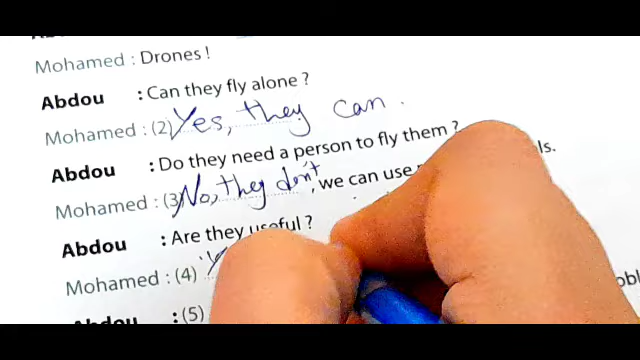 Mohamed : Drones !
Abdou : Can they fly alone ?
Mohamed : (2) Yes, they can .
Abdou : Do they need a person to fly them ?
Mohamed : (3) No, they don't, we can use
Abdou : Are they useful ?
Mohamed : (4)
Abdou : (5)